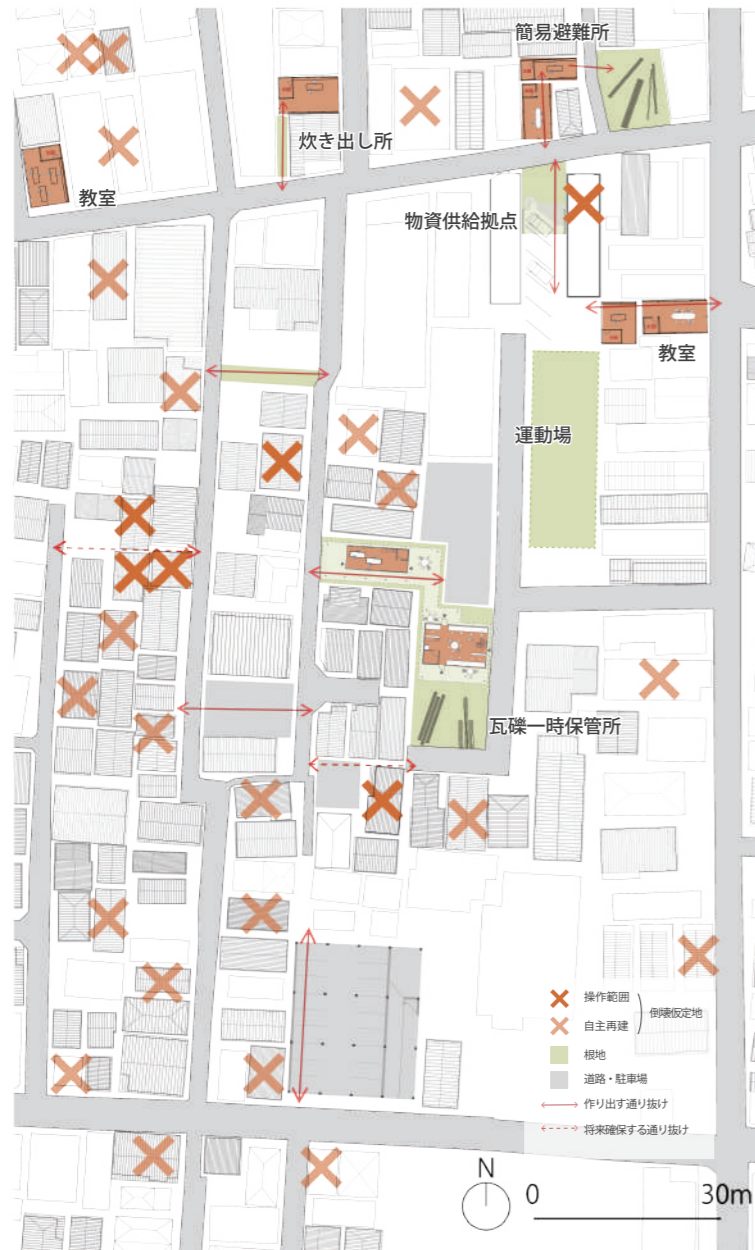 簡易避難所
炊き出し所
教室
物資供給拠点
教室
運動場
瓦礫一時保管所
操作範囲
自主再建
倒壊仮定地
根地
道路・駐車場
作り出す通り抜け
将来確保する通り抜け
N
0
30m